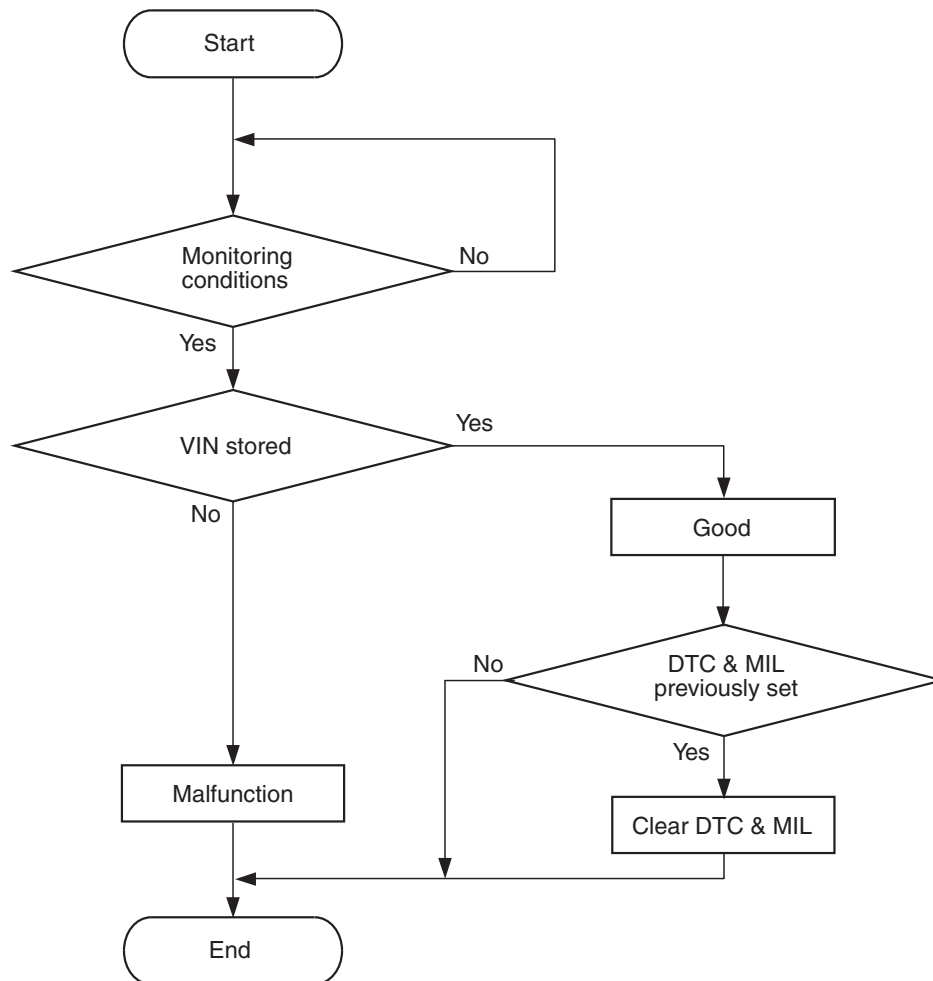 Start
Monitoring
conditions
No
Yes
VIN stored
Yes
No
Good
DTC & MIL
previously set
No
Yes
Malfunction
Clear DTC & MIL
End